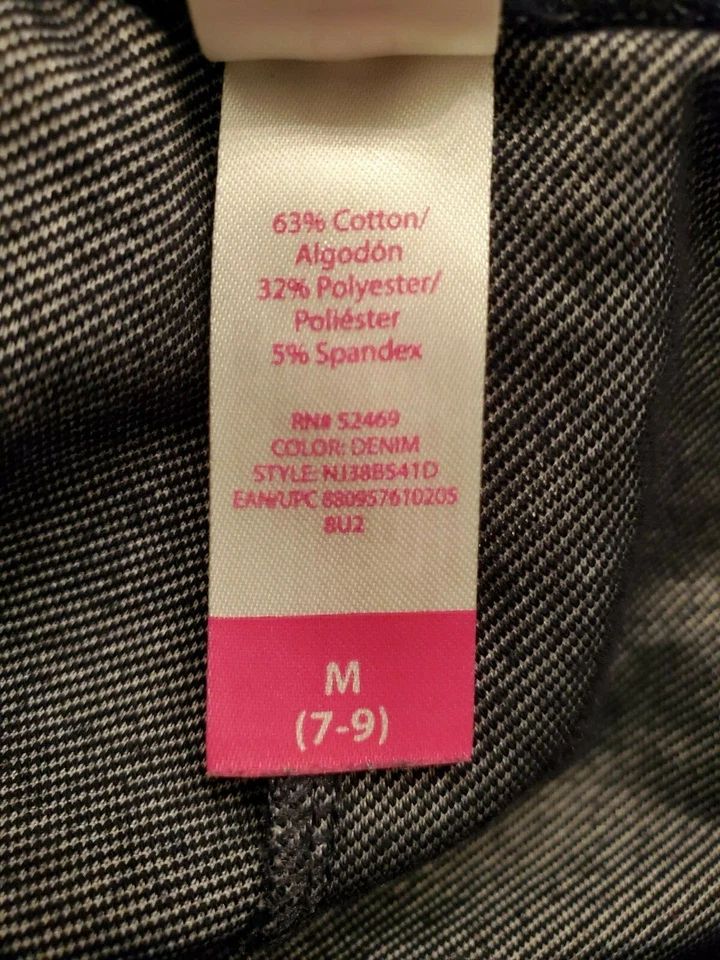 63% Cotton/
Algodón
32% Polyester/
Poliéster
5% Spandex
RN# 52469
COLOR: DENIM
STYLE: NJ38B541D
EAN/UPC 880957610205
8U2
M
(7-9)